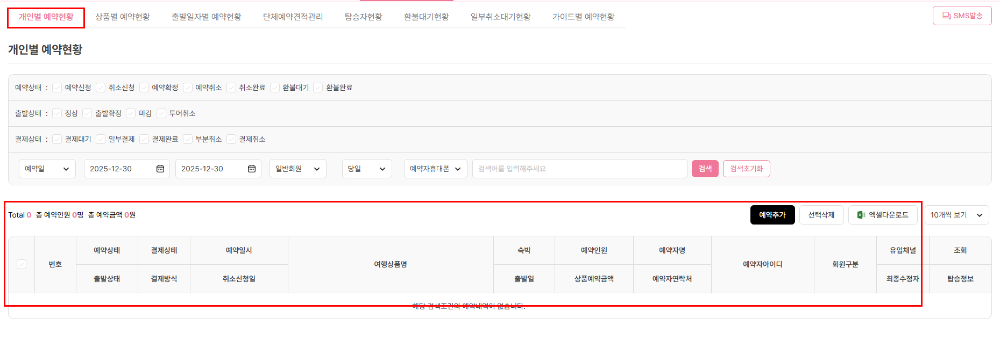 개인별 예약현황 상품별 예약현황 출발일자별 예약현황 단체예약견적관리 탑승자현황 환불대기현황 일부취소대기현황 가이드별 예약현황 SMS발송
개인별 예약현황
예약상태 : 예약신청 취소신청 예약확정 예약취소 취소완료 환불대기 환불완료
출발상태 : 정상 출발확정 마감 투어취소
결제상태 : 결제대기 일부결제 결제완료 부분취소 결제취소
예약일 2025-12-30 2025-12-30 일반회원 당일 예약자휴대폰 검색어를 입력해주세요 검색 검색초기화
Total 0 총 예약인원 0명 총 예약금액 0원 예약추가 선택삭제 엑셀다운로드 10개씩 보기
번호 예약상태 결제상태 예약일시 여행상품명 숙박 예약인원 예약자명 예약자아이디 회원구분 유입채널 조회
출발상태 결제방식 취소신청일 출발일 상품예약금액 예약자연락처 최종수정자 탑승정보
해당 검색조건의 예약내역이 없습니다.